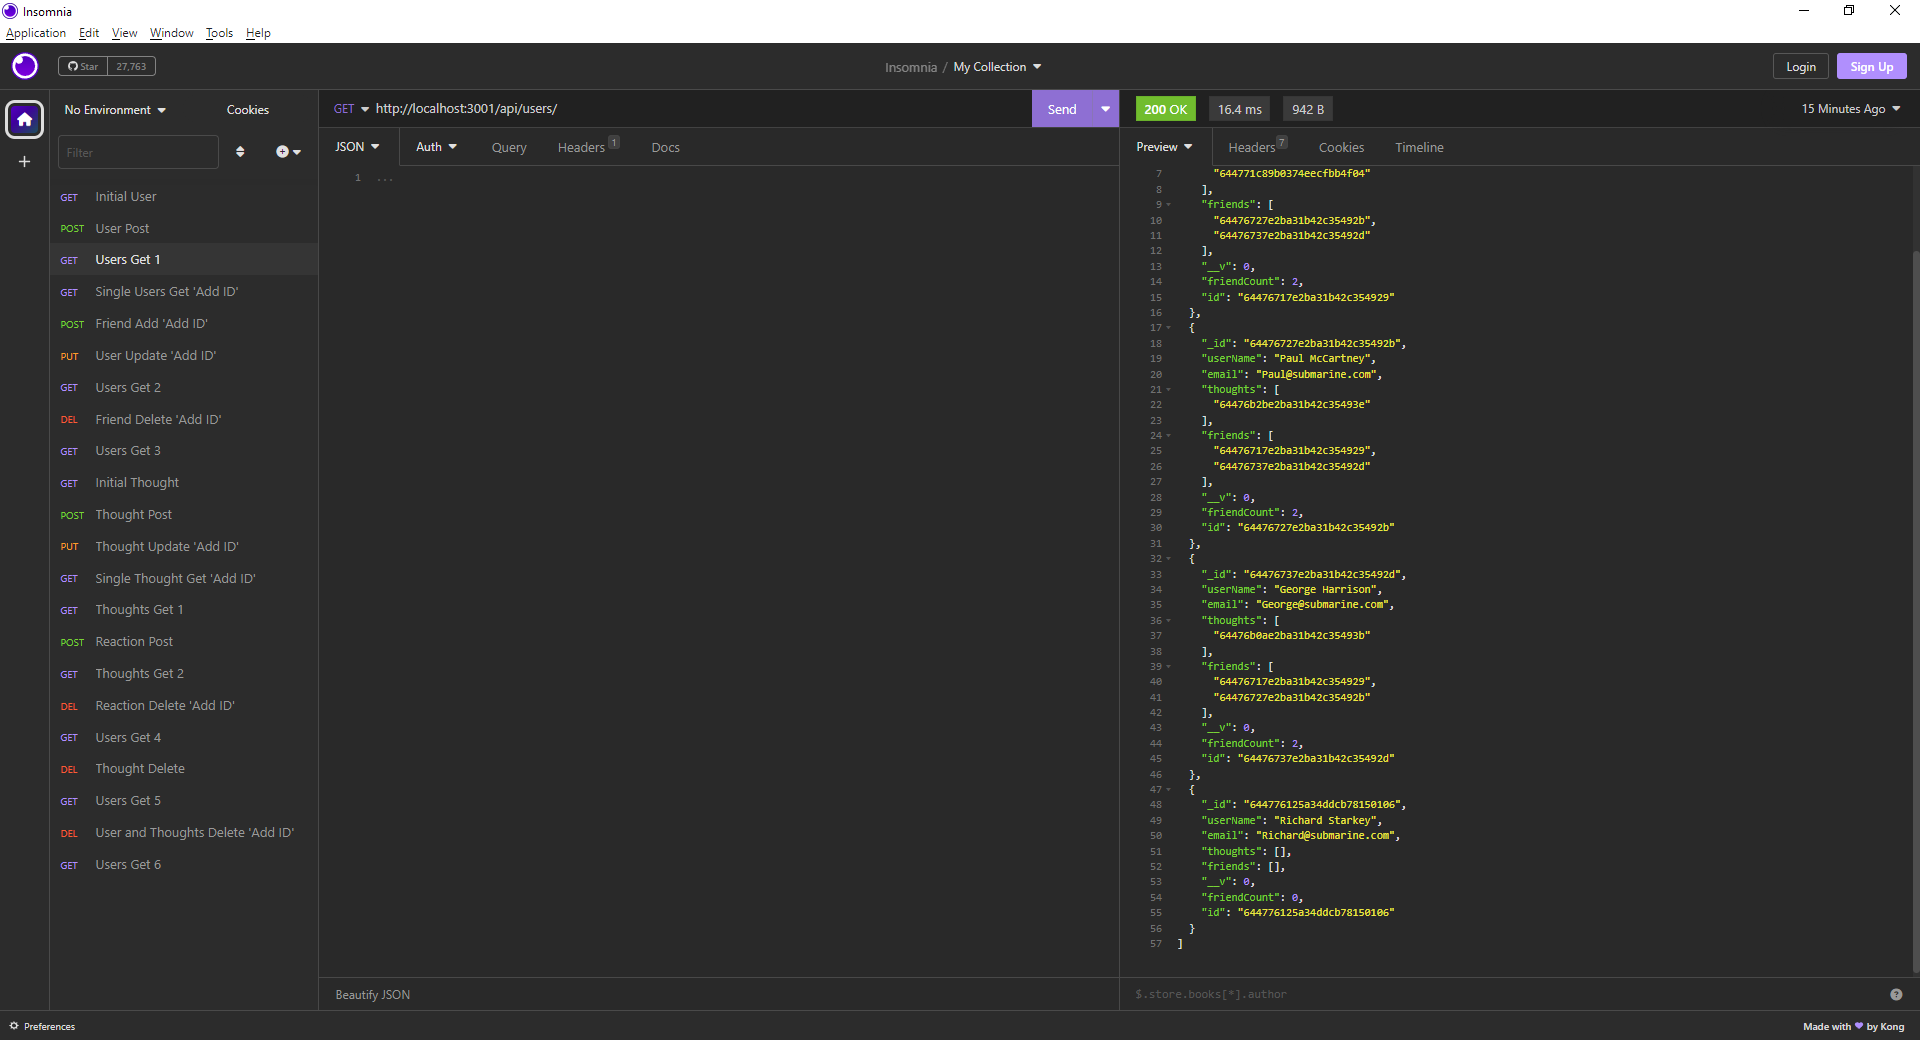 Insomnia
Application Edit View Window Tools Help
Star 27,763
Insomnia / My Collection
Login Sign Up
No Environment Cookies
Filter
GET Initial User
POST User Post
GET Users Get 1
GET Single Users Get 'Add ID'
POST Friend Add 'Add ID'
PUT User Update 'Add ID'
GET Users Get 2
DEL Friend Delete 'Add ID'
GET Users Get 3
GET Initial Thought
POST Thought Post
PUT Thought Update 'Add ID'
GET Single Thought Get 'Add ID'
GET Thoughts Get 1
POST Reaction Post
GET Thoughts Get 2
DEL Reaction Delete 'Add ID'
GET Users Get 4
DEL Thought Delete
GET Users Get 5
DEL User and Thoughts Delete 'Add ID'
GET Users Get 6
GET http://localhost:3001/api/users/ Send
JSON Auth Query Headers 1 Docs
1 ...
Beautify JSON
200 OK 16.4 ms 942 B 15 Minutes Ago
Preview Headers 7 Cookies Timeline
7 "644771c89b0374eecfbb4f04"
8 ],
9 "friends": [
10 "64476727e2ba31b42c35492b",
11 "64476737e2ba31b42c35492d"
12 ],
13 "__v": 0,
14 "friendCount": 2,
15 "id": "64476717e2ba31b42c354929"
16 },
17 {
18 "_id": "64476727e2ba31b42c35492b",
19 "userName": "Paul McCartney",
20 "email": "Paul@submarine.com",
21 "thoughts": [
22 "64476b2be2ba31b42c35493e"
23 ],
24 "friends": [
25 "64476717e2ba31b42c354929",
26 "64476737e2ba31b42c35492d"
27 ],
28 "__v": 0,
29 "friendCount": 2,
30 "id": "64476727e2ba31b42c35492b"
31 },
32 {
33 "_id": "64476737e2ba31b42c35492d",
34 "userName": "George Harrison",
35 "email": "George@submarine.com",
36 "thoughts": [
37 "64476b0ae2ba31b42c35493b"
38 ],
39 "friends": [
40 "64476717e2ba31b42c354929",
41 "64476727e2ba31b42c35492b"
42 ],
43 "__v": 0,
44 "friendCount": 2,
45 "id": "64476737e2ba31b42c35492d"
46 },
47 {
48 "_id": "644776125a34ddcb78150106",
49 "userName": "Richard Starkey",
50 "email": "Richard@submarine.com",
51 "thoughts": [],
52 "friends": [],
53 "__v": 0,
54 "friendCount": 0,
55 "id": "644776125a34ddcb78150106"
56 }
57 ]
$.store.books[*].author
Preferences
Made with ♥ by Kong